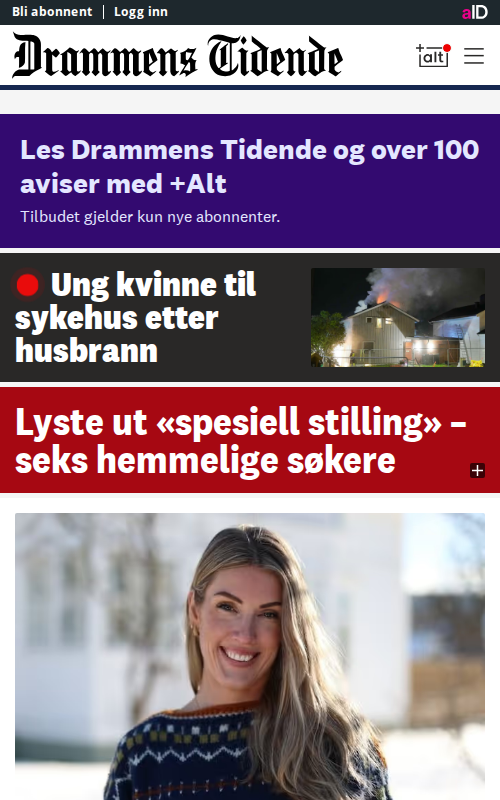 Bli abonnent
Logg inn
aID
Drammens Tidende
+alt
Les Drammens Tidende og over 100
aviser med +Alt
Tilbudet gjelder kun nye abonnenter.
Ung kvinne til
sykehus etter
husbrann
Lyste ut «spesiell stilling» –
seks hemmelige søkere